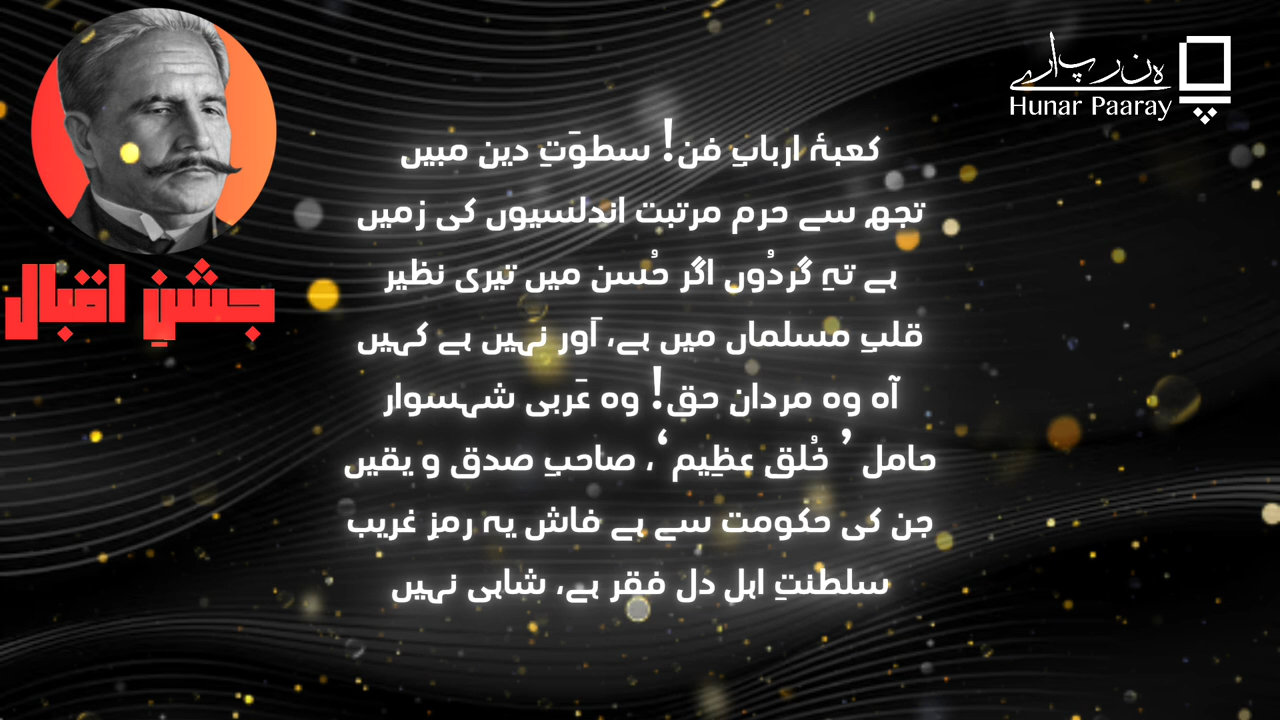 ہنر پارے
Hunar Paaray
جشنِ اقبال
کعبۂ اربابِ فن! سطوَتِ دین مبیں
تجھ سے حرم مرتبت اندلسیوں کی زمیں
ہے تہِ گردُوں اگر حُسن میں تیری نظیر
قلبِ مسلماں میں ہے، اَور نہیں ہے کہیں
آہ وہ مردان حق! وہ عَربی شہسوار
حامل ’ خُلقِ عظِیم‘، صاحبِ صدق و یقیں
جن کی حکومت سے ہے فاش یہ رمزِ غریب
سلطنتِ اہل دل فقر ہے، شاہی نہیں